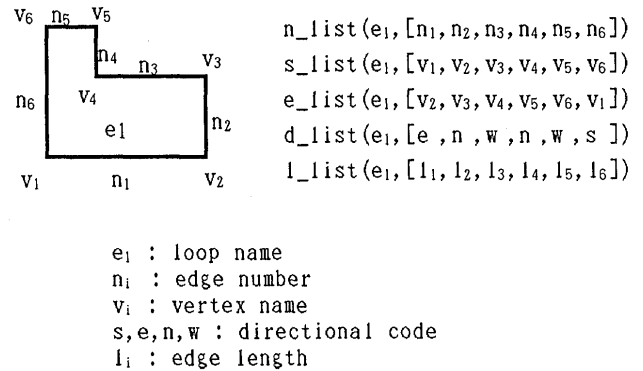 v₆ n₅ v₅
n₄
n₃ v₃
n₆ v₄ n₂
e1
v₁ n₁ v₂
n_list(e₁,[n₁,n₂,n₃,n₄,n₅,n₆])
s_list(e₁,[v₁,v₂,v₃,v₄,v₅,v₆])
e_list(e₁,[v₂,v₃,v₄,v₅,v₆,v₁])
d_list(e₁,[e ,n ,w ,n ,w ,s ])
l_list(e₁,[l₁,l₂,l₃,l₄,l₅,l₆])
e₁ : loop name
nᵢ : edge number
vᵢ : vertex name
s,e,n,w : directional code
lᵢ : edge length